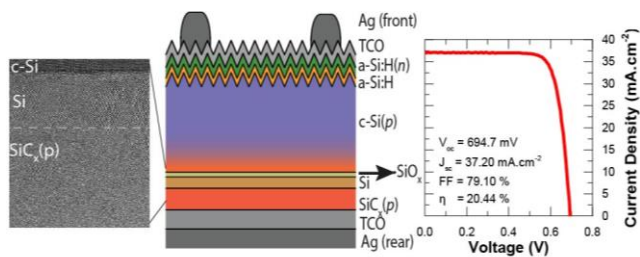 c-Si
Si
SiCx(p)
Ag (front)
TCO
a-Si:H(n)
a-Si:H
c-Si(p)
SiOx
Si
SiCx(p)
TCO
Ag (rear)
Voc = 694.7 mV
Jsc = 37.20 mA.cm-2
FF = 79.10 %
η = 20.44 %
0.0 0.2 0.4 0.6 0.8
Voltage (V)
40
35
30
25
20
15
10
5
0
Current Density (mA.cm-2)